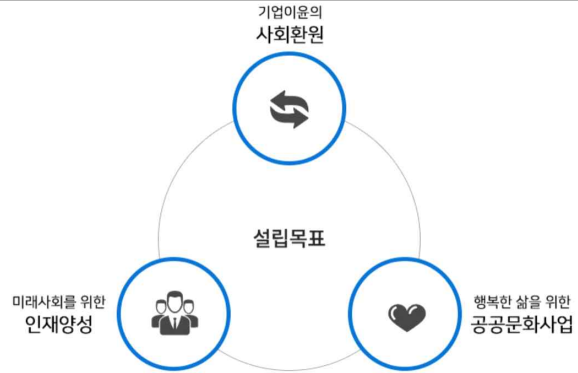 기업이윤의
사회환원
설립목표
미래사회를 위한
인재양성
행복한 삶을 위한
공공문화사업